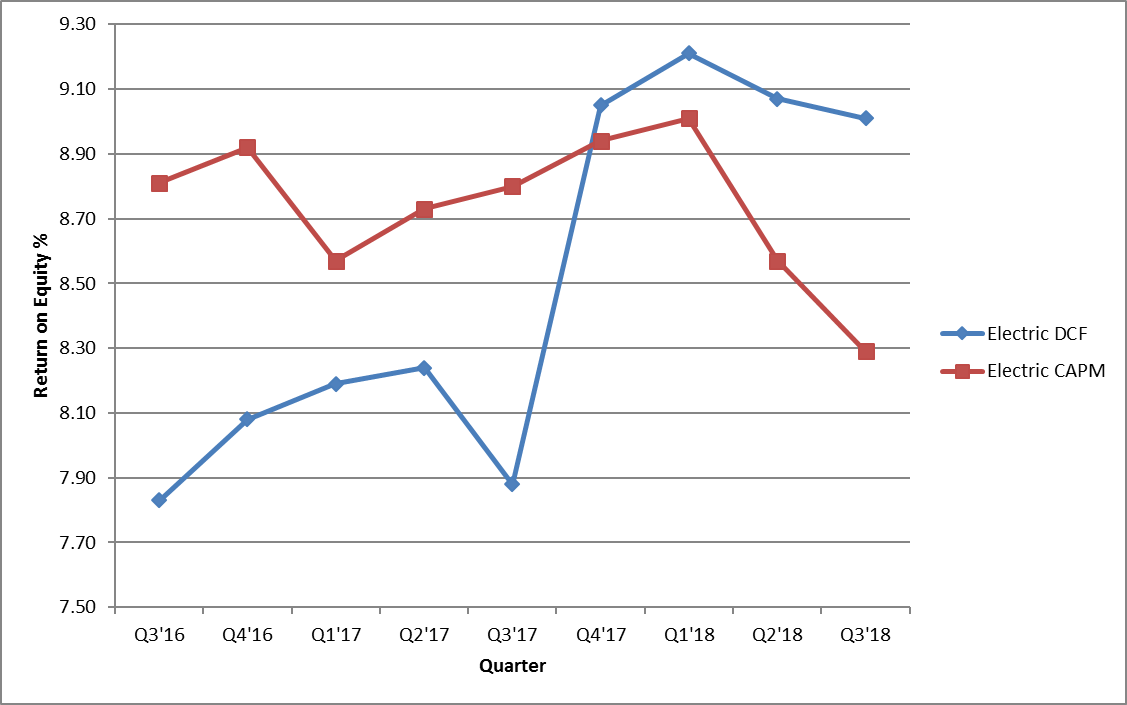 9.30
9.10
8.90
8.70
8.50
8.30
8.10
7.90
7.70
7.50
Return on Equity %
Q3'16 Q4'16 Q1'17 Q2'17 Q3'17 Q4'17 Q1'18 Q2'18 Q3'18
Quarter
Electric DCF
Electric CAPM